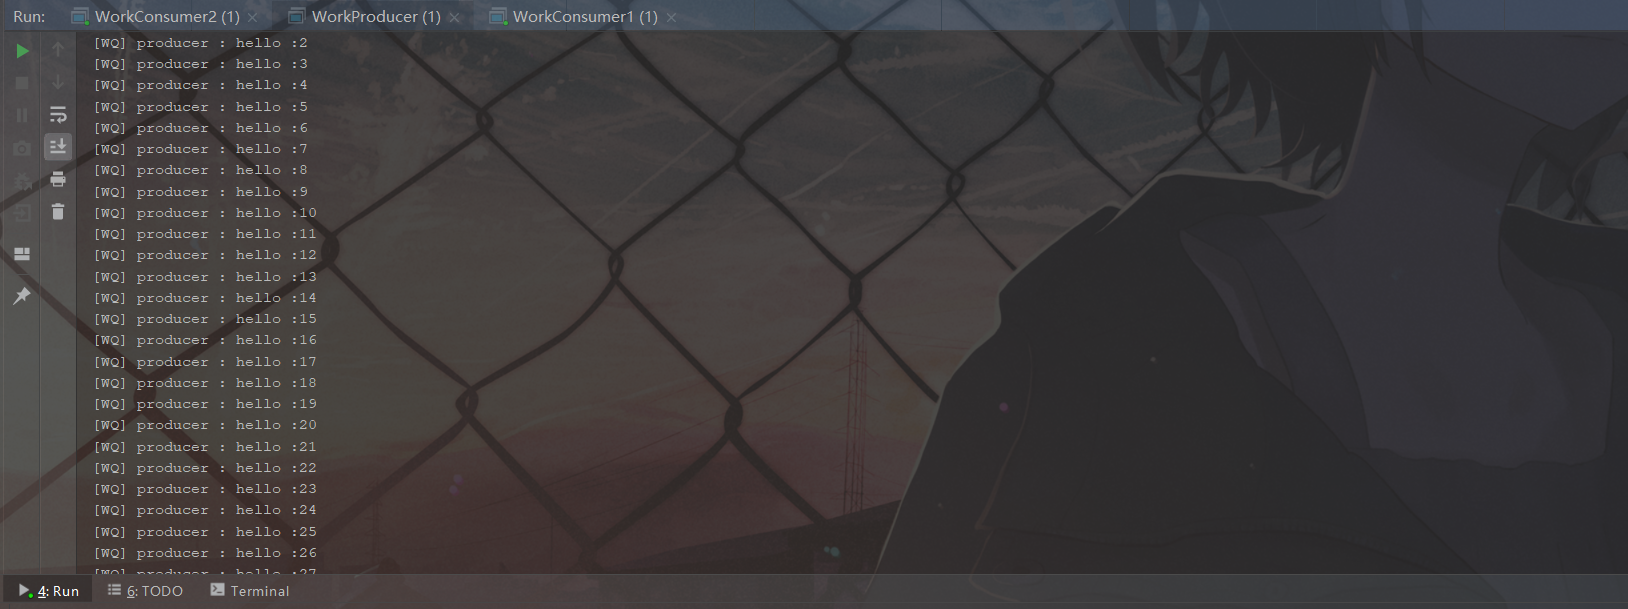 Run: WorkConsumer2 (1) WorkProducer (1) WorkConsumer1 (1)
[WQ] producer : hello :2
[WQ] producer : hello :3
[WQ] producer : hello :4
[WQ] producer : hello :5
[WQ] producer : hello :6
[WQ] producer : hello :7
[WQ] producer : hello :8
[WQ] producer : hello :9
[WQ] producer : hello :10
[WQ] producer : hello :11
[WQ] producer : hello :12
[WQ] producer : hello :13
[WQ] producer : hello :14
[WQ] producer : hello :15
[WQ] producer : hello :16
[WQ] producer : hello :17
[WQ] producer : hello :18
[WQ] producer : hello :19
[WQ] producer : hello :20
[WQ] producer : hello :21
[WQ] producer : hello :22
[WQ] producer : hello :23
[WQ] producer : hello :24
[WQ] producer : hello :25
[WQ] producer : hello :26
[WQ] producer : hello :27
4: Run 6: TODO Terminal